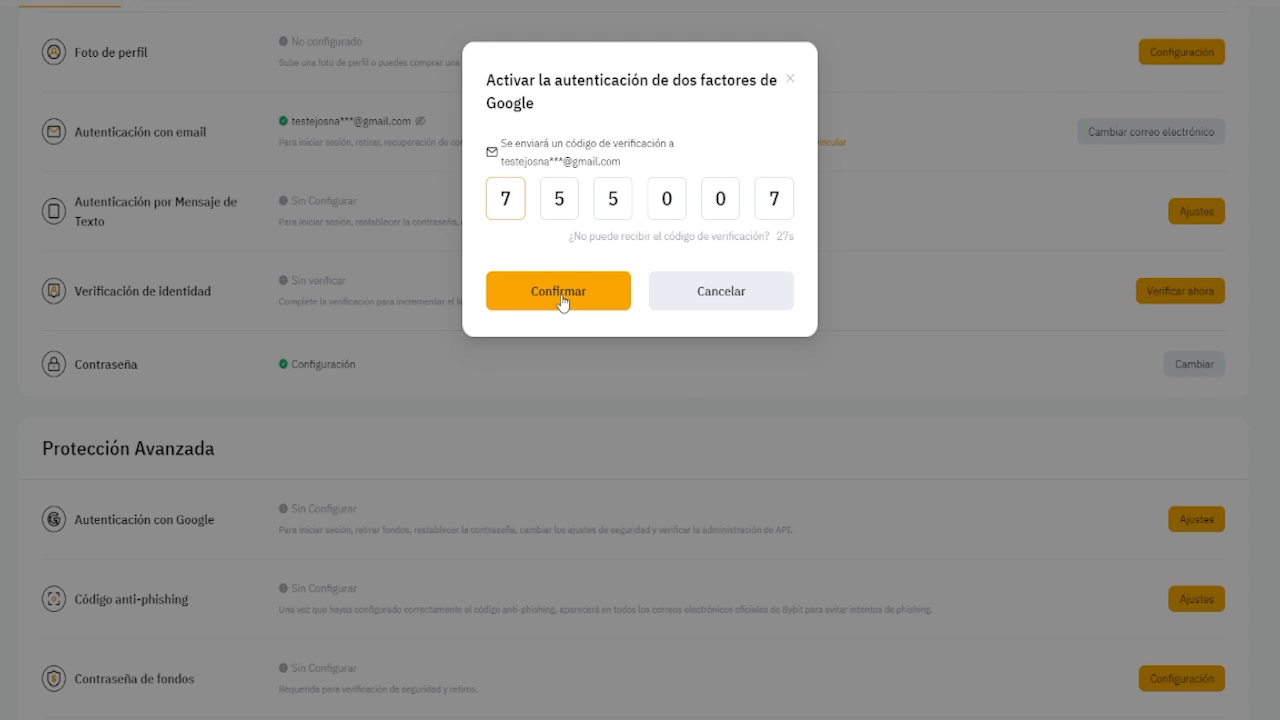 Foto de perfil
No configurado
Sube una foto de perfil o puedes comprar una
Configuración
Activar la autenticación de dos factores de
Google
Se enviará un código de verificación a
testejosna***@gmail.com
7 5 5 0 0 7
¿No puede recibir el código de verificación? 27s
Confirmar
Cancelar
Autenticación con email
testejosna***@gmail.com
Para iniciar sesión, retirar, recuperación de
Cambiar correo electrónico
Autenticación por Mensaje de
Texto
Sin Configurar
Para iniciar sesión, restablecer la contraseña,
Ajustes
Verificación de identidad
Sin verificar
Complete la verificación para incrementar el
Verificar ahora
Contraseña
Configuración
Cambiar
Protección Avanzada
Autenticación con Google
Sin Configurar
Para iniciar sesión, retirar fondos, restablecer la contraseña, cambiar los ajustes de seguridad y verificar la administración de API.
Ajustes
Código anti-phishing
Sin Configurar
Una vez que hayas configurado correctamente el código anti-phishing, aparecerá en todos los correos electrónicos oficiales de Bybit para evitar intentos de phishing.
Ajustes
Contraseña de fondos
Sin Configurar
Requerida para verificación de seguridad y retiros.
Configuración